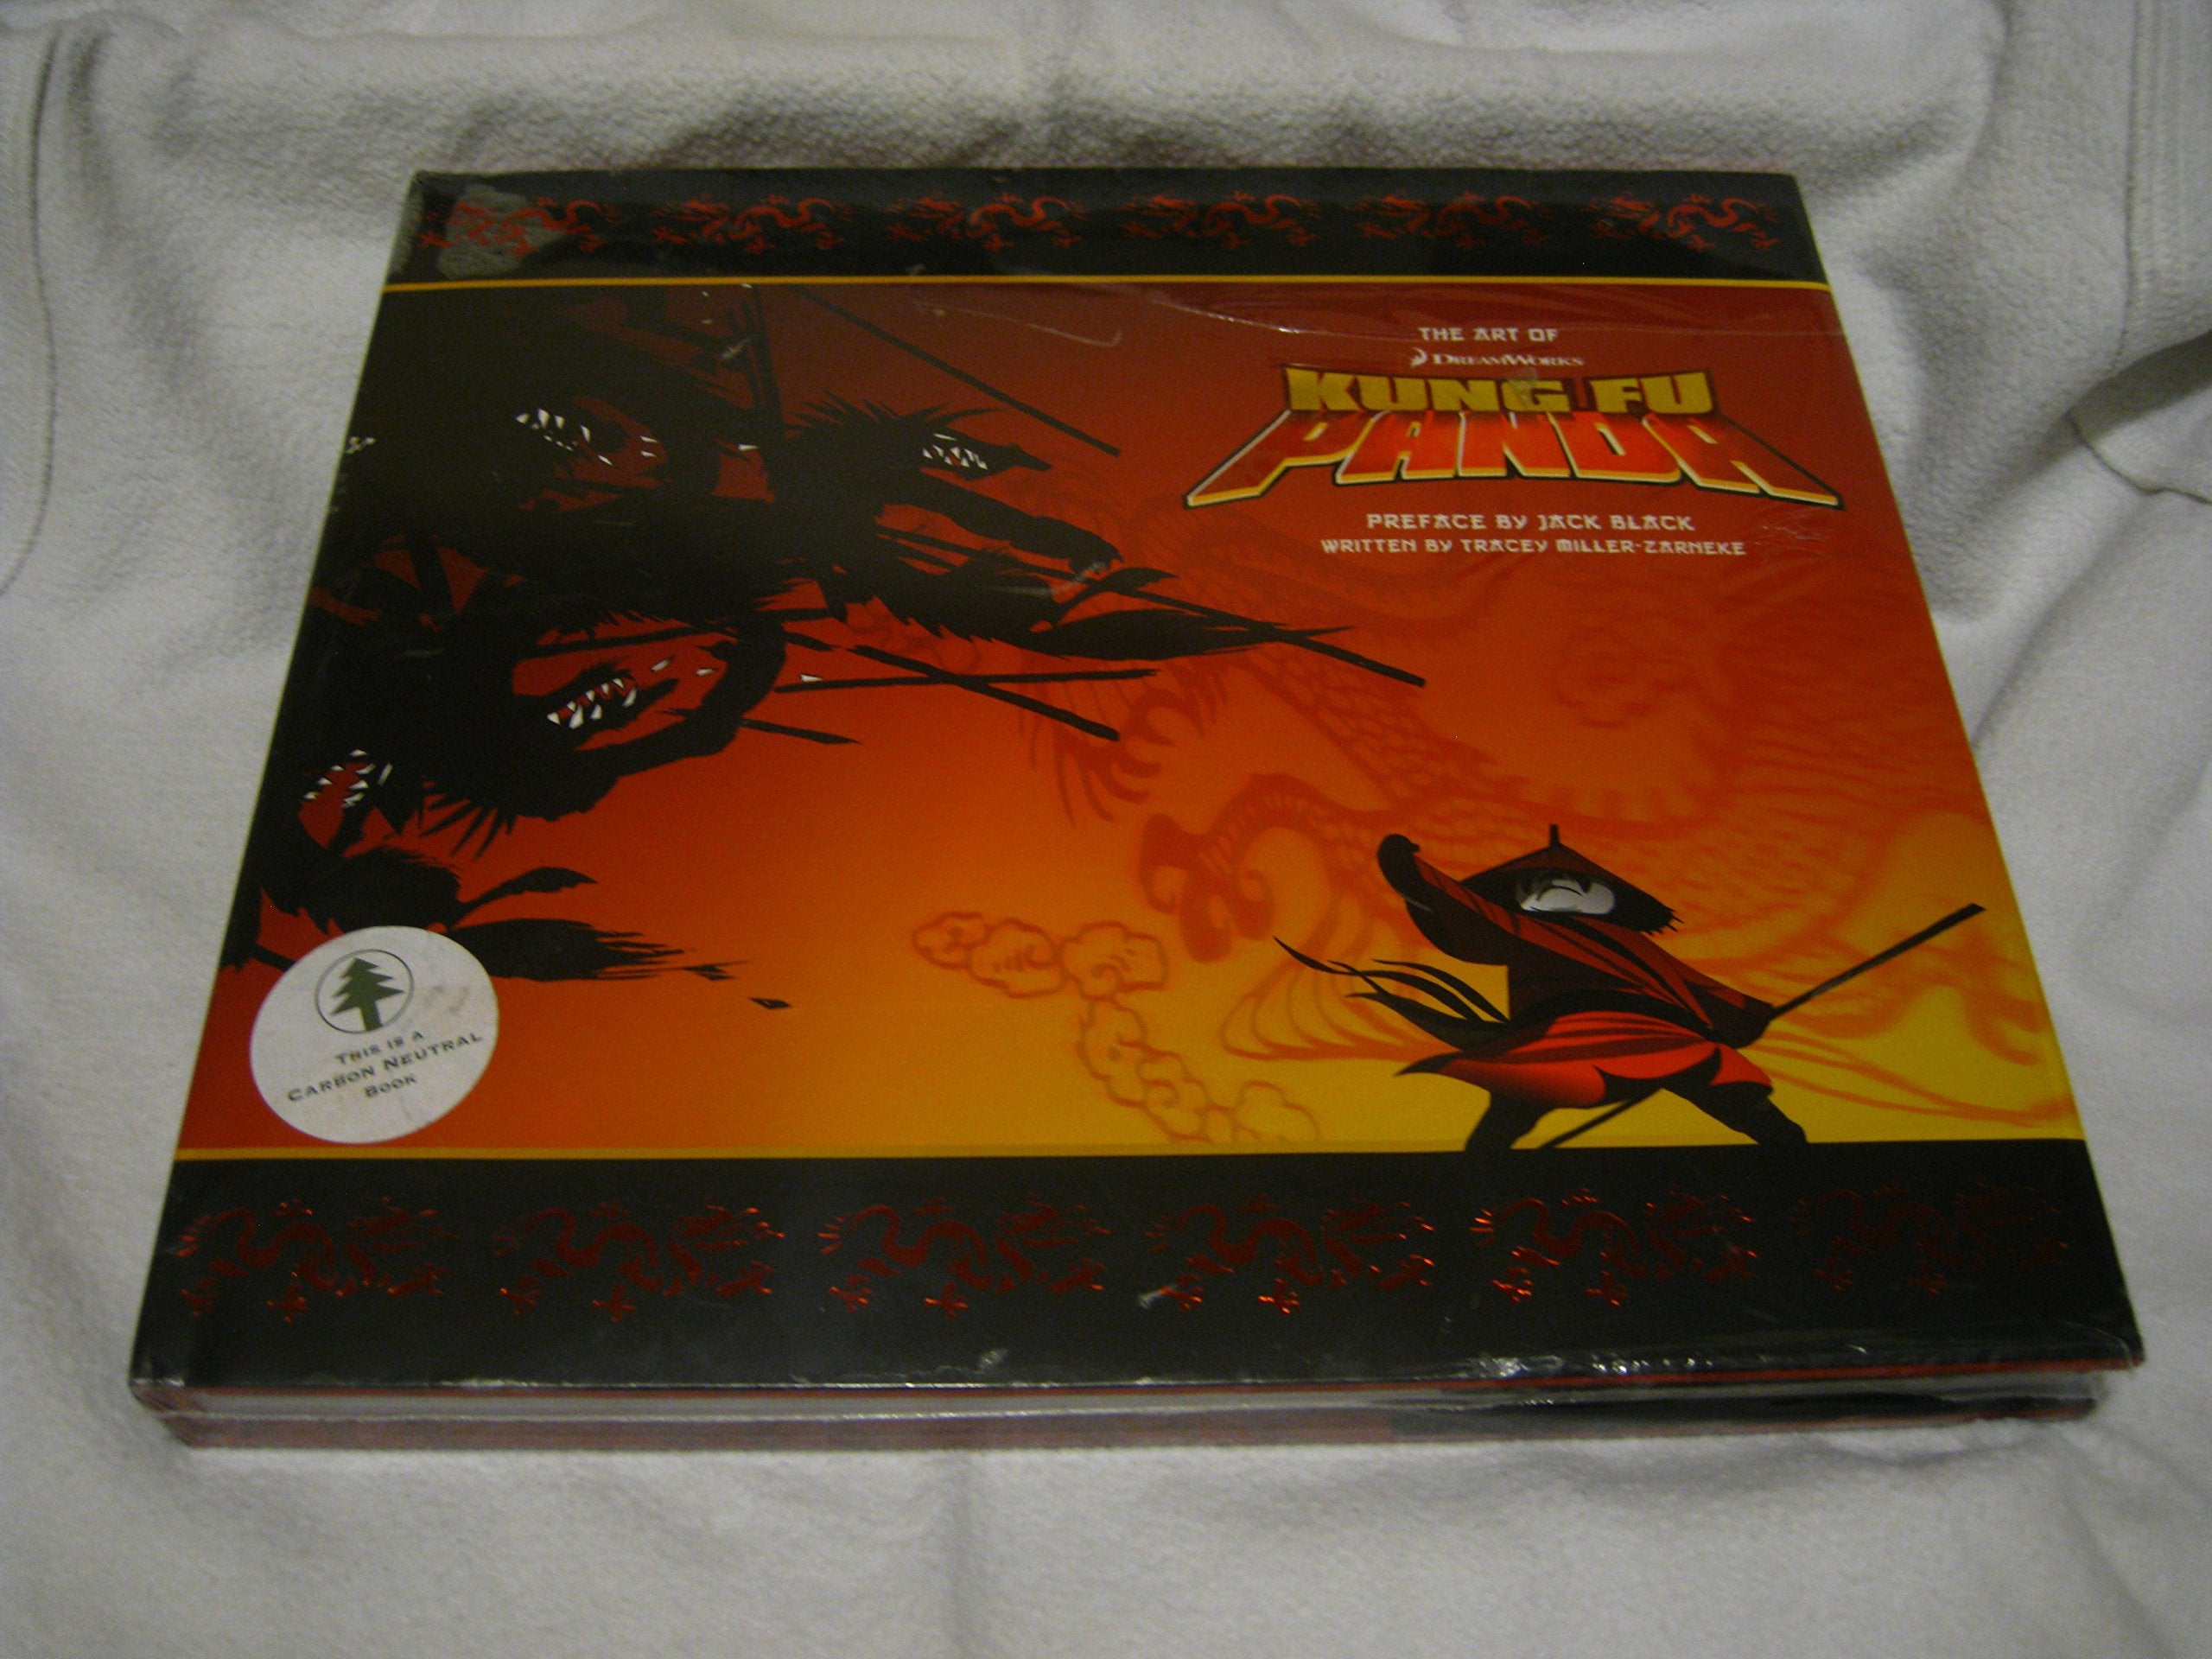 THE ART OF
DREAMWORKS
KUNG FU
PANDA
PREFACE BY JACK BLACK
WRITTEN BY TRACEY MILLER-ZARNEKE
THIS IS A
CARBON NEUTRAL
BOOK